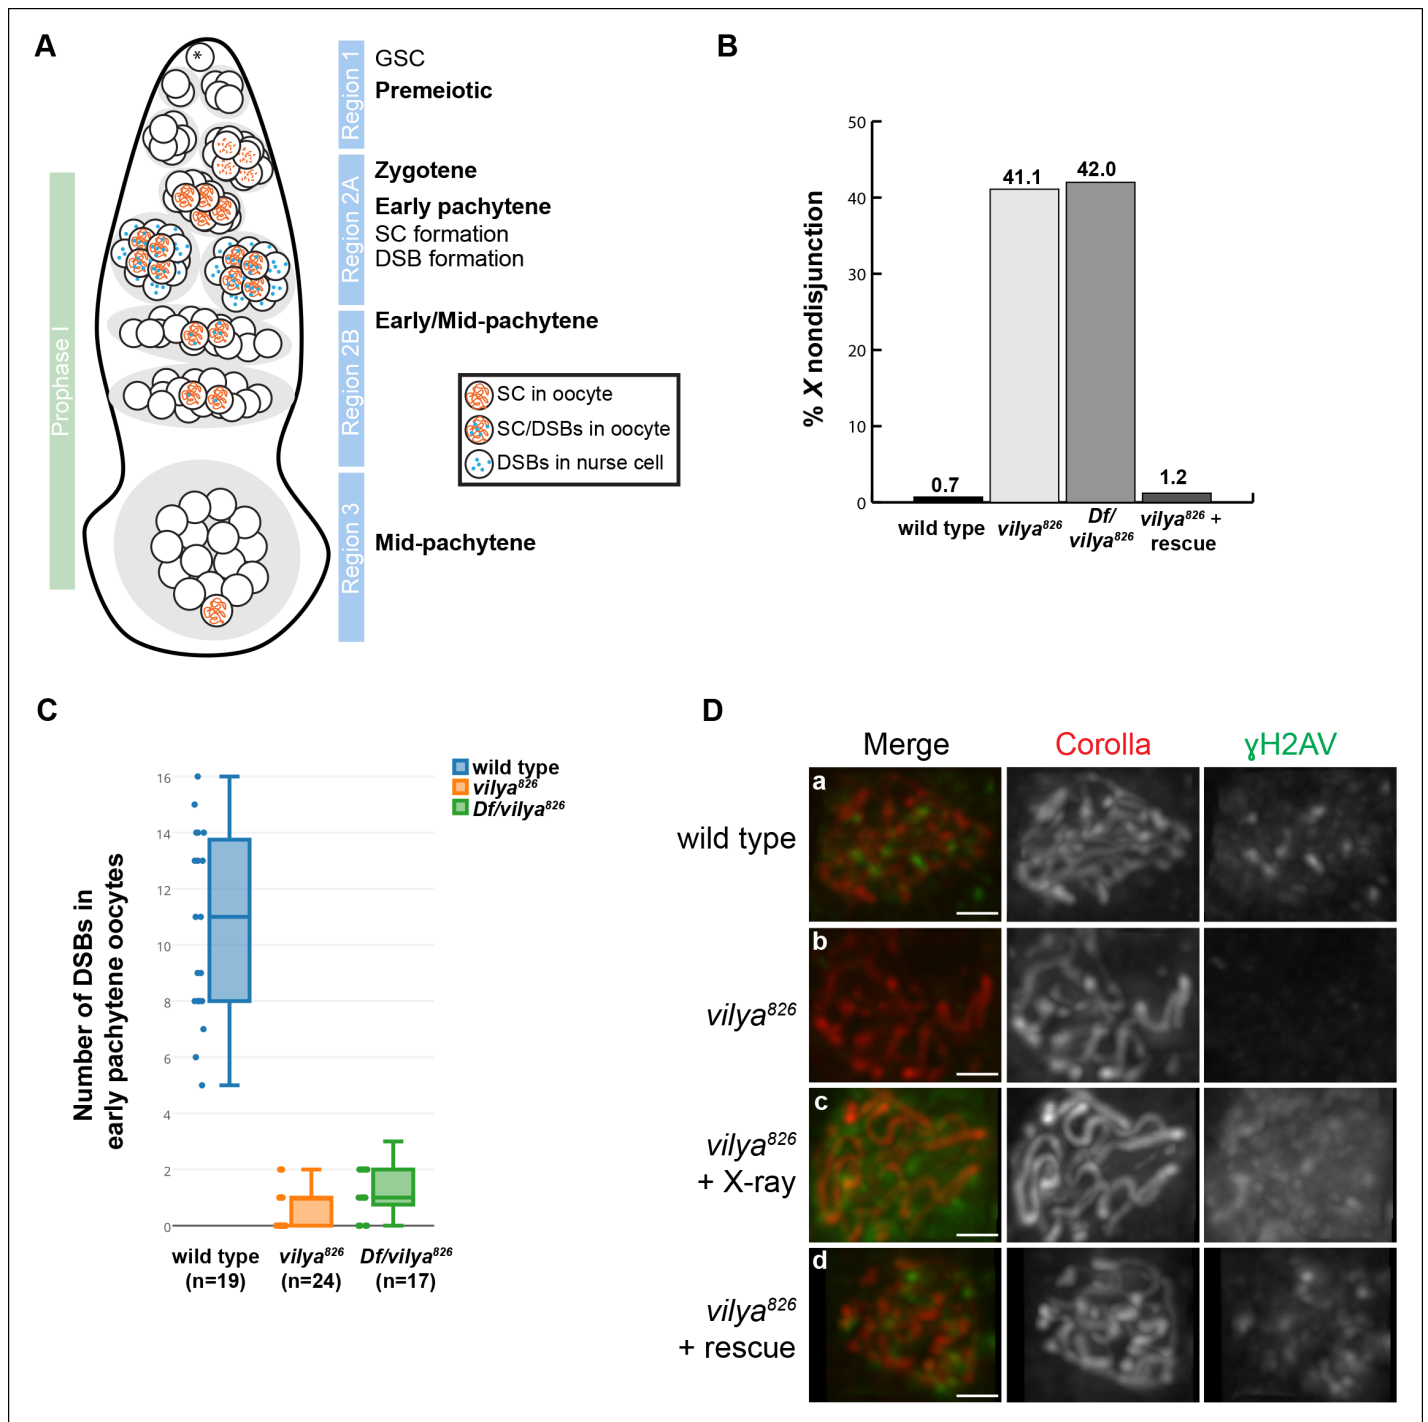 A
*
Region 1
GSC
Premeiotic
Region 2A
Zygotene
Early pachytene
SC formation
DSB formation
Region 2B
Early/Mid-pachytene
SC in oocyte
SC/DSBs in oocyte
DSBs in nurse cell
Region 3
Mid-pachytene
Prophase I
B
% X nondisjunction
50
40
30
20
10
0
0.7
41.1
42.0
1.2
wild type
vilya826
Df/
vilya826
vilya826 +
rescue
C
Number of DSBs in
early pachytene oocytes
16
14
12
10
8
6
4
2
0
wild type
vilya826
Df/vilya826
wild type
(n=19)
vilya826
(n=24)
Df/vilya826
(n=17)
D
Merge
Corolla
γH2AV
wild type
a
vilya826
b
vilya826
+ X-ray
c
vilya826
+ rescue
d